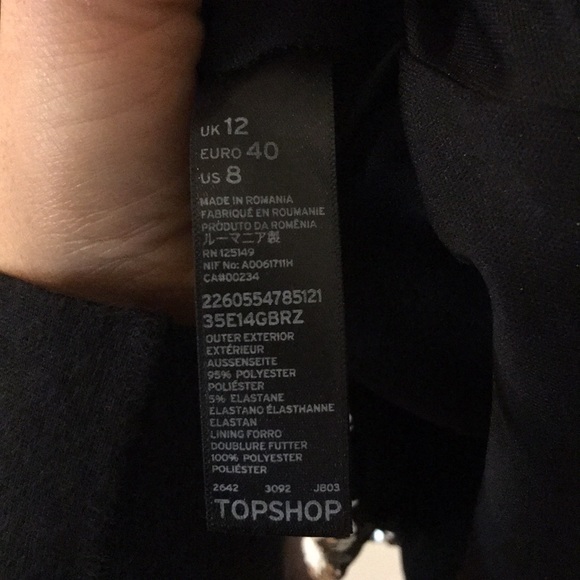 UK 12
EURO 40
US 8
MADE IN ROMANIA
FABRIQUÉ EN ROUMANIE
PRODUTO DA ROMÊNIA
ルーマニア製
RN 125149
NIF No: A0061711H
CA#00234
2260554785121
35E14GBRZ
OUTER EXTERIOR
EXTÉRIEUR
AUSSENSEITE
95% POLYESTER
POLIÉSTER
5% ELASTANE
ELASTANO ÉLASTHANNE
ELASTAN
LINING FORRO
DOUBLURE FUTTER
100% POLYESTER
POLIÉSTER
2642 3092 JB03
TOPSHOP